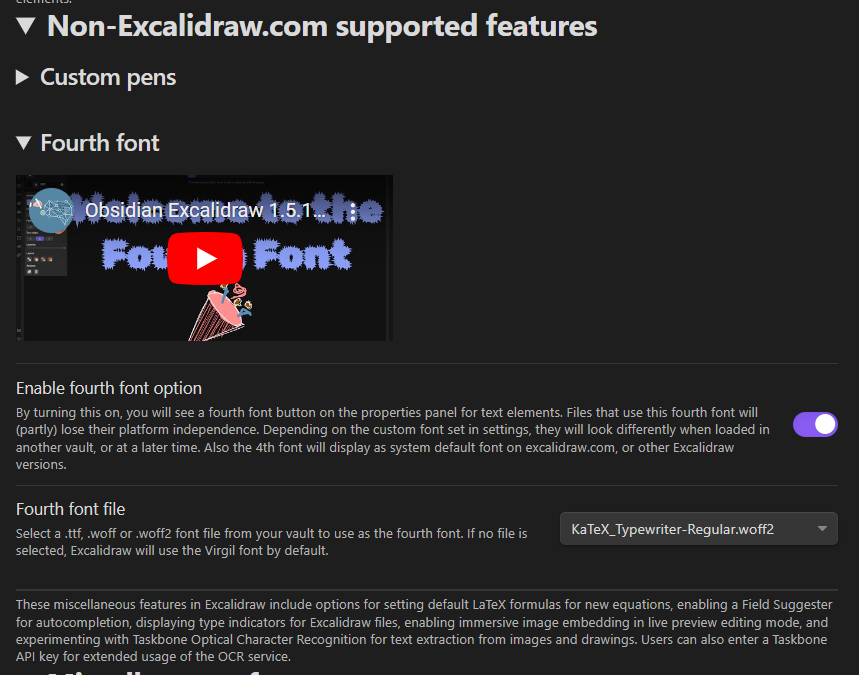 elements.
▼ Non-Excalidraw.com supported features
▶ Custom pens
▼ Fourth font
Obsidian Excalidraw 1.5.1...
Welcome to the
Font
Enable fourth font option
By turning this on, you will see a fourth font button on the properties panel for text elements. Files that use this fourth font will
(partly) lose their platform independence. Depending on the custom font set in settings, they will look differently when loaded in
another vault, or at a later time. Also the 4th font will display as system default font on excalidraw.com, or other Excalidraw
versions.
Fourth font file
Select a .ttf, .woff or .woff2 font file from your vault to use as the fourth font. If no file is
selected, Excalidraw will use the Virgil font by default.
KaTeX_Typewriter-Regular.woff2
These miscellaneous features in Excalidraw include options for setting default LaTeX formulas for new equations, enabling a Field Suggester
for autocompletion, displaying type indicators for Excalidraw files, enabling immersive image embedding in live preview editing mode, and
experimenting with Taskbone Optical Character Recognition for text extraction from images and drawings. Users can also enter a Taskbone
API key for extended usage of the OCR service.